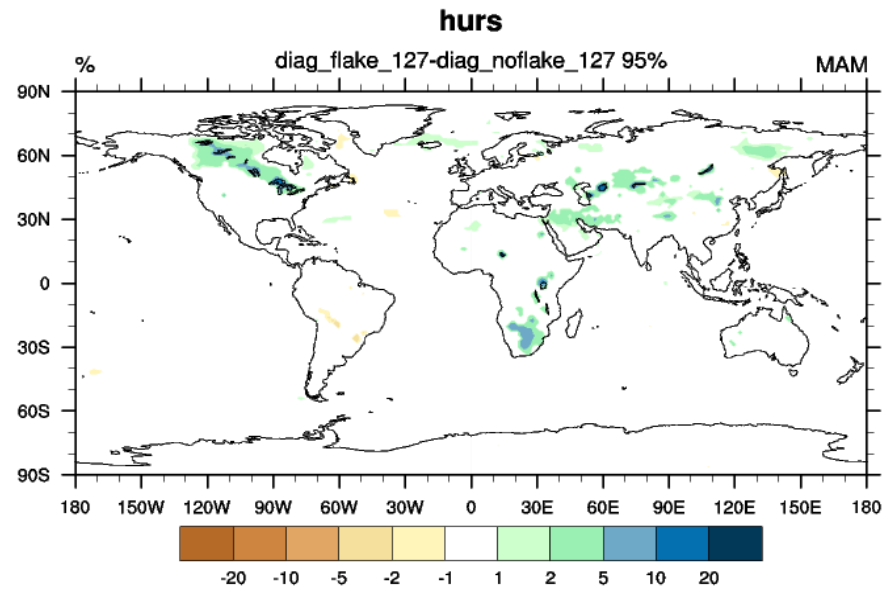 hurs
% diag_flake_127-diag_noflake_127 95% MAM
90N
60N
30N
0
30S
60S
90S
180 150W 120W 90W 60W 30W 0 30E 60E 90E 120E 150E 180
-20 -10 -5 -2 -1 1 2 5 10 20